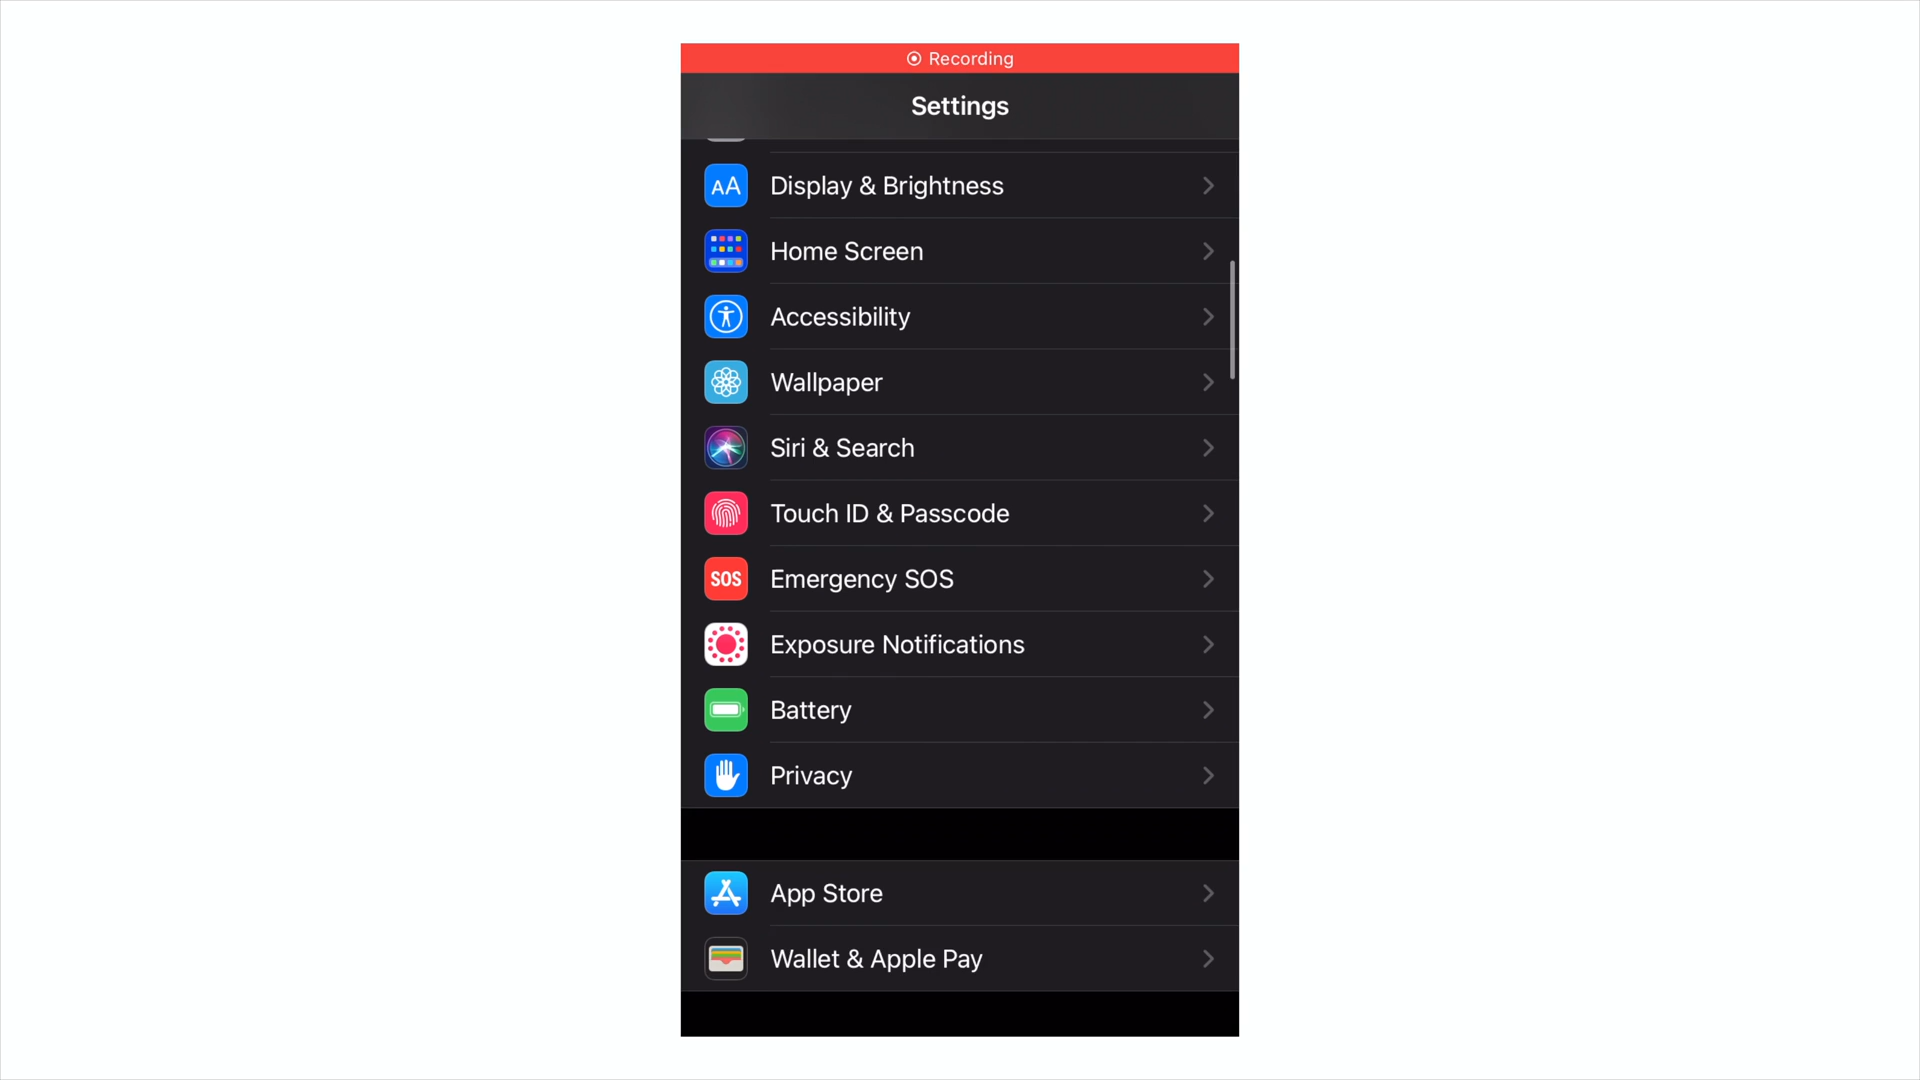 Recording
Settings
AA Display & Brightness
Home Screen
Accessibility
Wallpaper
Siri & Search
Touch ID & Passcode
SOS Emergency SOS
Exposure Notifications
Battery
Privacy
App Store
Wallet & Apple Pay